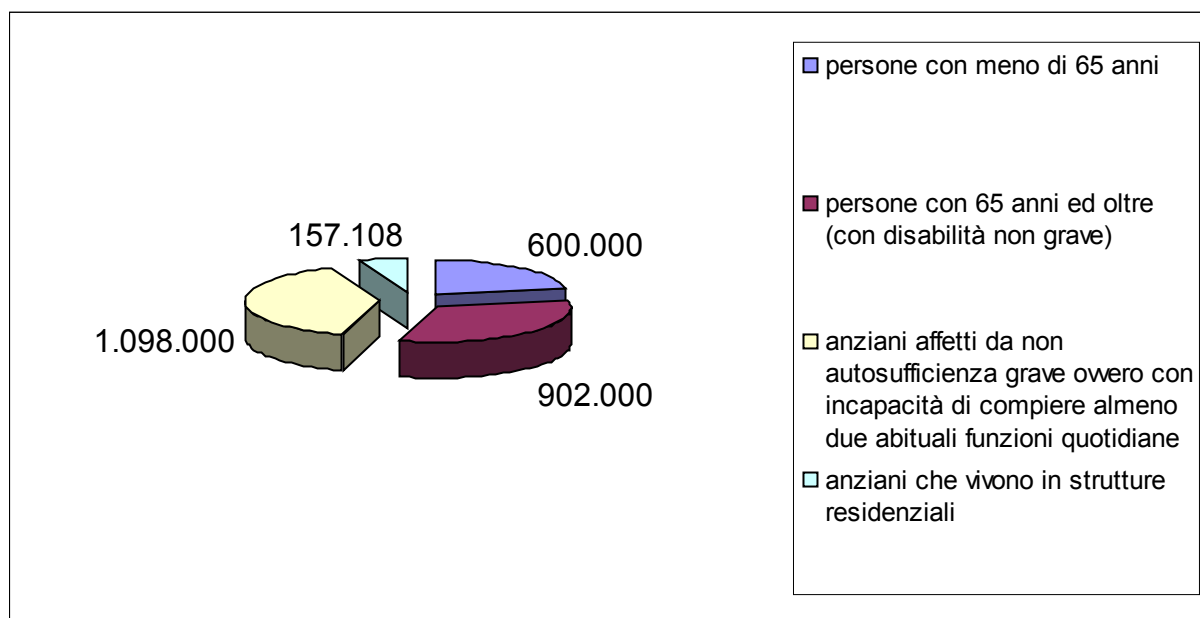 157.108
600.000
1.098.000
902.000
persone con meno di 65 anni
persone con 65 anni ed oltre
(con disabilità non grave)
anziani affetti da non
autosufficienza grave ovvero con
incapacità di compiere almeno
due abituali funzioni quotidiane
anziani che vivono in strutture
residenziali